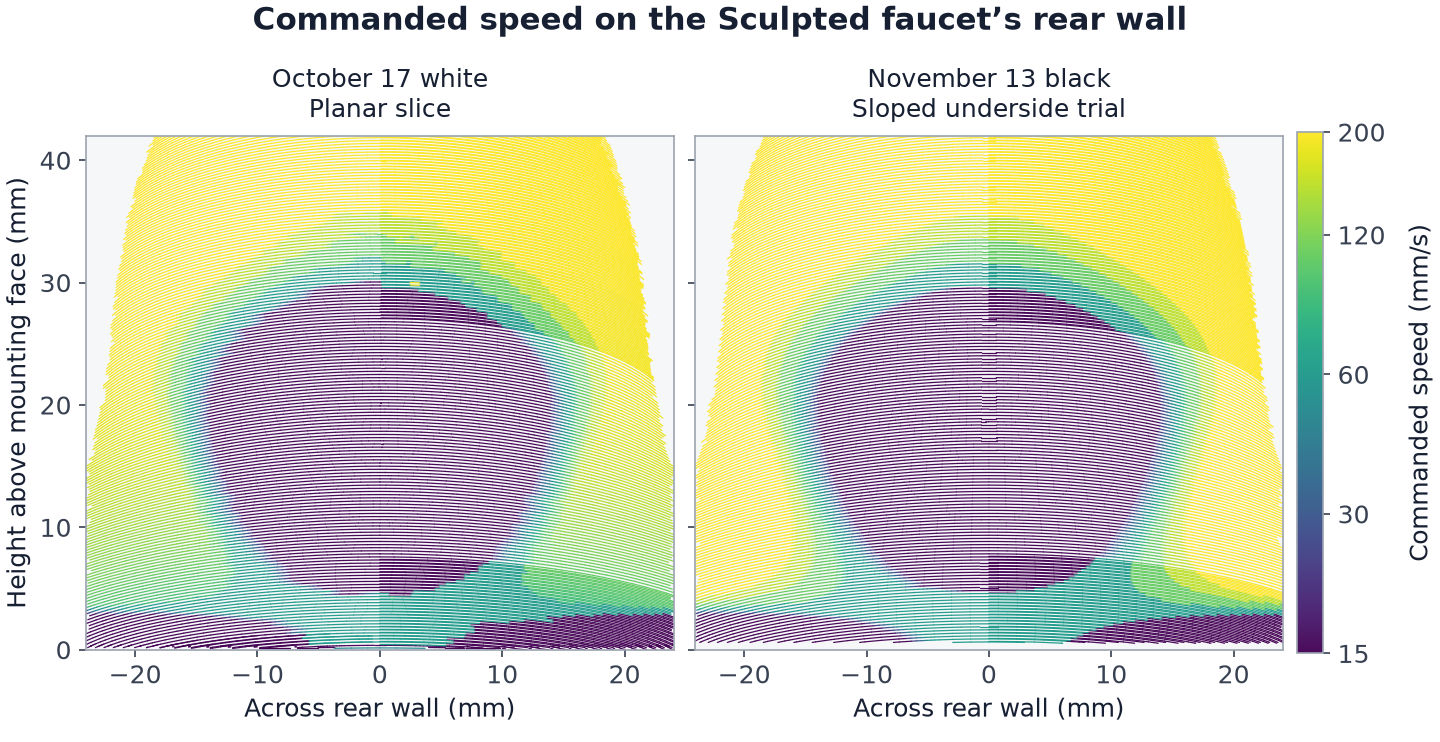 Commanded speed on the Sculpted faucet’s rear wall
October 17 white
Planar slice
November 13 black
Sloped underside trial
Height above mounting face (mm)
40
30
20
10
0
−20
−10
0
10
20
Across rear wall (mm)
−20
−10
0
10
20
Across rear wall (mm)
200
120
60
30
15
Commanded speed (mm/s)